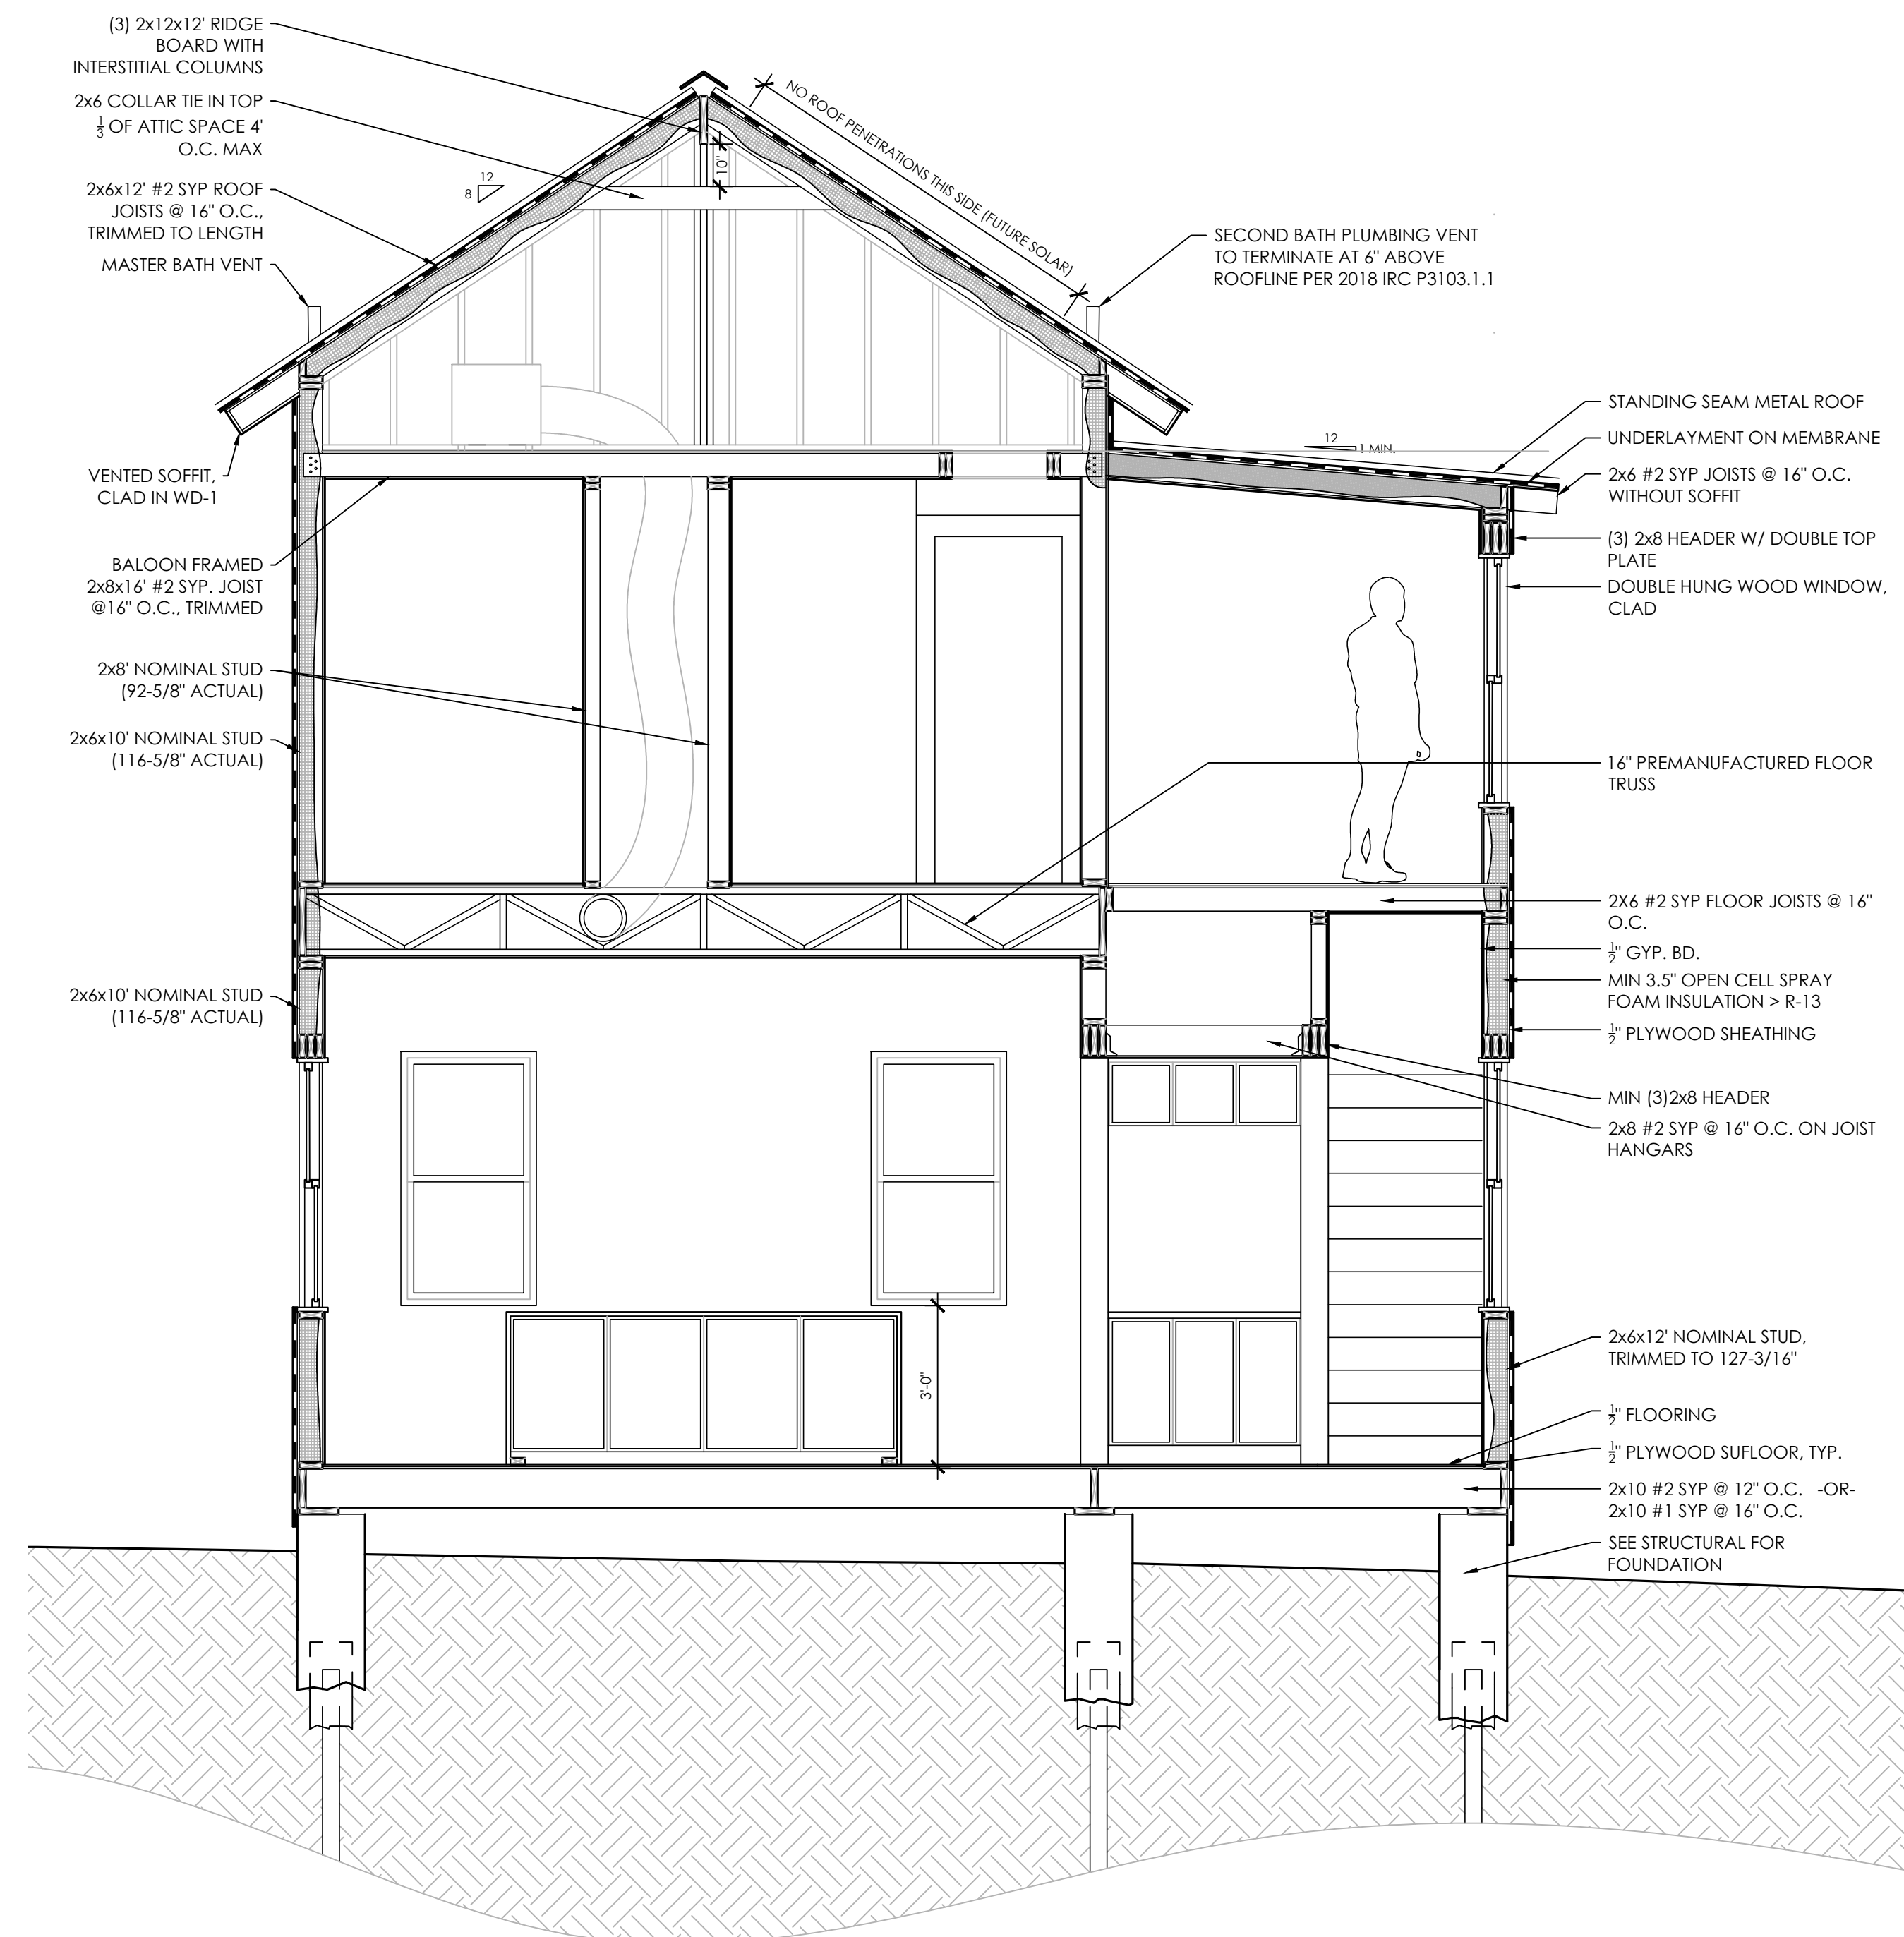 (3) 2x12x12' RIDGE
BOARD WITH
INTERSTITIAL COLUMNS
2x6 COLLAR TIE IN TOP
1/3 OF ATTIC SPACE 4'
O.C. MAX
2x6x12' #2 SYP ROOF
JOISTS @ 16" O.C.,
TRIMMED TO LENGTH
MASTER BATH VENT
VENTED SOFFIT,
CLAD IN WD-1
BALOON FRAMED
2x8x16' #2 SYP. JOIST
@16" O.C., TRIMMED
2x8' NOMINAL STUD
(92-5/8" ACTUAL)
2x6x10' NOMINAL STUD
(116-5/8" ACTUAL)
2x6x10' NOMINAL STUD
(116-5/8" ACTUAL)
12
8
10"
NO ROOF PENETRATIONS THIS SIDE (FUTURE SOLAR)
12
1 MIN.
3'-0"
SECOND BATH PLUMBING VENT
TO TERMINATE AT 6" ABOVE
ROOFLINE PER 2018 IRC P3103.1.1
STANDING SEAM METAL ROOF
UNDERLAYMENT ON MEMBRANE
2x6 #2 SYP JOISTS @ 16" O.C.
WITHOUT SOFFIT
(3) 2x8 HEADER W/ DOUBLE TOP
PLATE
DOUBLE HUNG WOOD WINDOW,
CLAD
16" PREMANUFACTURED FLOOR
TRUSS
2X6 #2 SYP FLOOR JOISTS @ 16"
O.C.
1/2" GYP. BD.
MIN 3.5" OPEN CELL SPRAY
FOAM INSULATION > R-13
1/2" PLYWOOD SHEATHING
MIN (3)2x8 HEADER
2x8 #2 SYP @ 16" O.C. ON JOIST
HANGARS
2x6x12' NOMINAL STUD,
TRIMMED TO 127-3/16"
1/2" FLOORING
1/2" PLYWOOD SUFLOOR, TYP.
2x10 #2 SYP @ 12" O.C. -OR-
2x10 #1 SYP @ 16" O.C.
SEE STRUCTURAL FOR
FOUNDATION